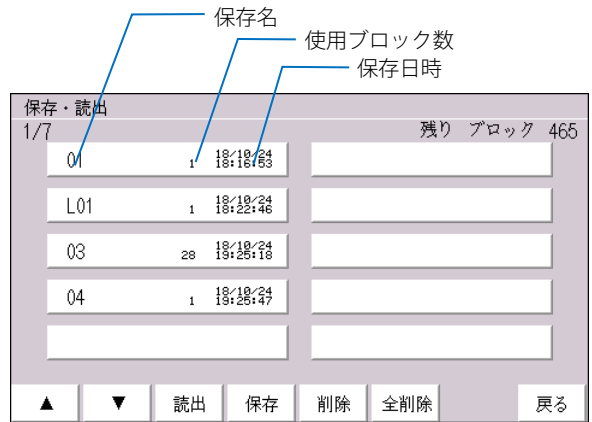 保存名
使用ブロック数
保存日時
保存・読出
1/7
残り ブロック 465
01 1 18/10/24 18:16:53
L01 1 18/10/24 18:22:46
03 28 18/10/24 19:25:18
04 1 18/10/24 19:25:47
▲ ▼ 読出 保存 削除 全削除 戻る